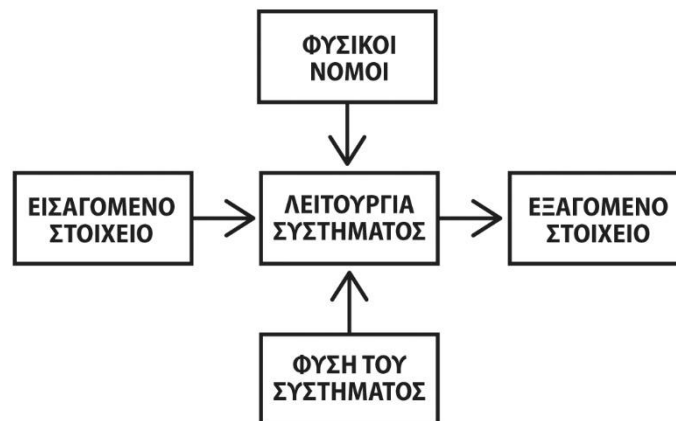 ΦΥΣΙΚΟΙ
ΝΟΜΟΙ
ΕΙΣΑΓΟΜΕΝΟ
ΣΤΟΙΧΕΙΟ
ΛΕΙΤΟΥΡΓΙΑ
ΣΥΣΤΗΜΑΤΟΣ
ΕΞΑΓΟΜΕΝΟ
ΣΤΟΙΧΕΙΟ
ΦΥΣΗ ΤΟΥ
ΣΥΣΤΗΜΑΤΟΣ